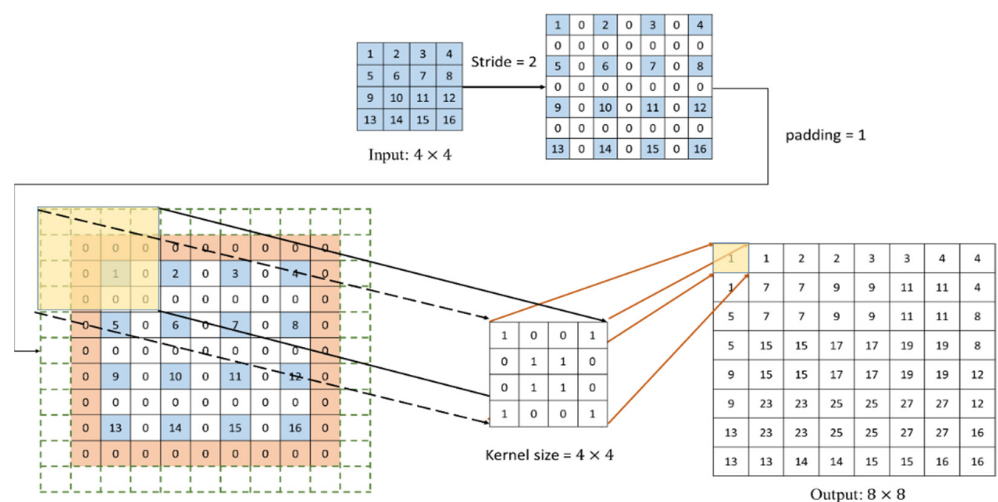 1 2 3 4
5 6 7 8
9 10 11 12
13 14 15 16
Input: 4 × 4
Stride = 2
1 0 2 0 3 0 4
0 0 0 0 0 0 0
5 0 6 0 7 0 8
0 0 0 0 0 0 0
9 0 10 0 11 0 12
0 0 0 0 0 0 0
13 0 14 0 15 0 16
padding = 1
0 0 0 0 0 0 0 0 0
0 1 0 2 0 3 0 4 0
0 0 0 0 0 0 0 0 0
0 5 0 6 0 7 0 8 0
0 0 0 0 0 0 0 0 0
0 9 0 10 0 11 0 12 0
0 0 0 0 0 0 0 0 0
0 13 0 14 0 15 0 16 0
0 0 0 0 0 0 0 0 0
1 0 0 1
0 1 1 0
0 1 1 0
1 0 0 1
Kernel size = 4 × 4
1 1 2 2 3 3 4 4
1 7 7 9 9 11 11 4
5 7 7 9 9 11 11 8
5 15 15 17 17 19 19 8
9 15 15 17 17 19 19 12
9 23 23 25 25 27 27 12
13 23 23 25 25 27 27 16
13 13 14 14 15 15 16 16
Output: 8 × 8